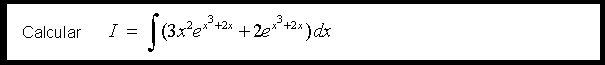 Calcular I = ∫(3x²e^{x³+2x} + 2e^{x³+2x})dx